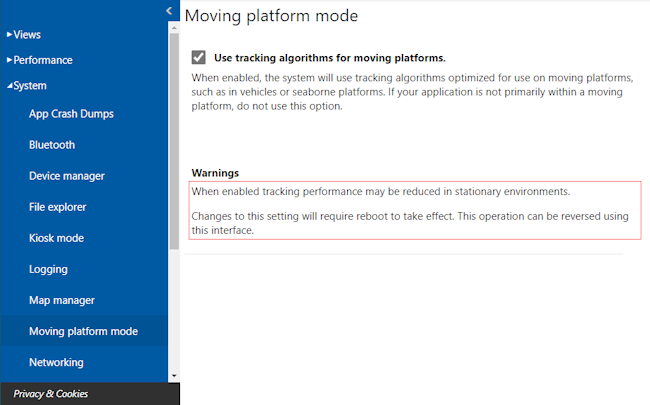 Views
Performance
System
App Crash Dumps
Bluetooth
Device manager
File explorer
Kiosk mode
Logging
Map manager
Moving platform mode
Networking
Privacy & Cookies
Moving platform mode
Use tracking algorithms for moving platforms.
When enabled, the system will use tracking algorithms optimized for use on moving platforms,
such as in vehicles or seaborne platforms. If your application is not primarily within a moving
platform, do not use this option.
Warnings
When enabled tracking performance may be reduced in stationary environments.
Changes to this setting will require reboot to take effect. This operation can be reversed using
this interface.